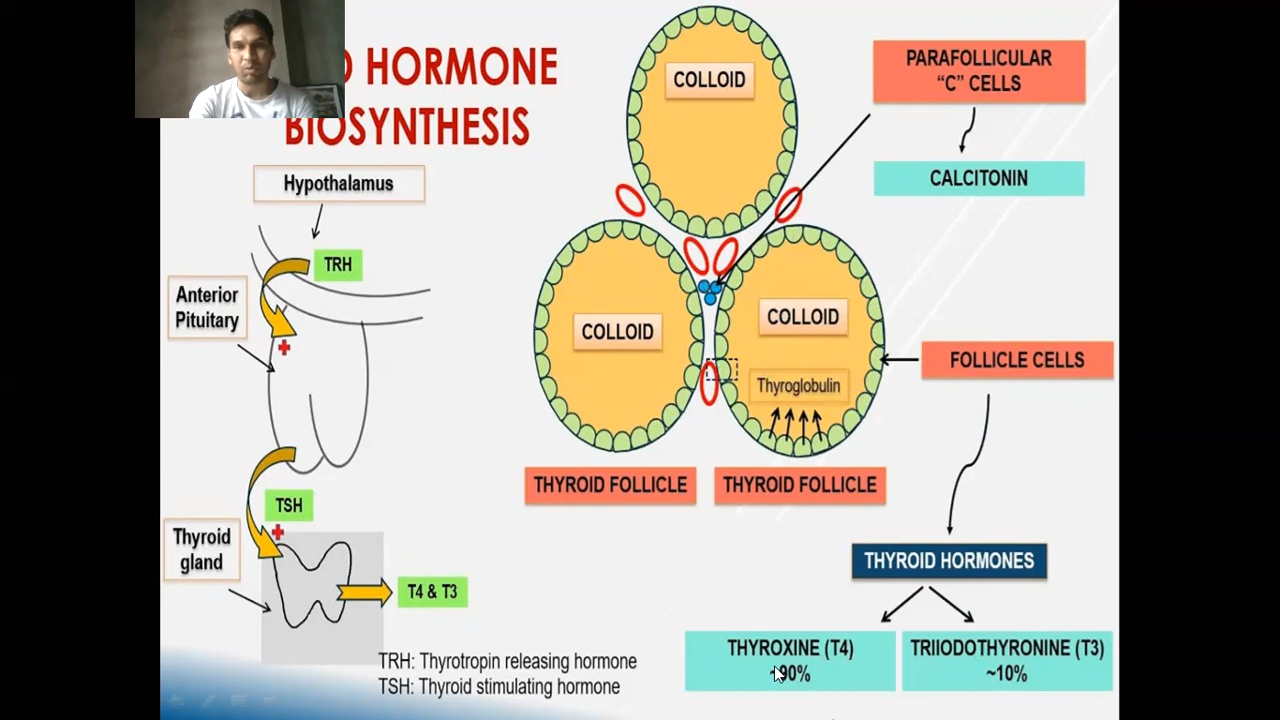 HORMONE
BIOSYNTHESIS
Hypothalamus
TRH
Anterior
Pituitary
TSH
Thyroid
gland
T4 & T3
TRH: Thyrotropin releasing hormone
TSH: Thyroid stimulating hormone
COLLOID
COLLOID
COLLOID
Thyroglobulin
THYROID FOLLICLE
THYROID FOLLICLE
PARAFOLLICULAR
“C” CELLS
CALCITONIN
FOLLICLE CELLS
THYROID HORMONES
THYROXINE (T4)
~90%
TRIIODOTHYRONINE (T3)
~10%